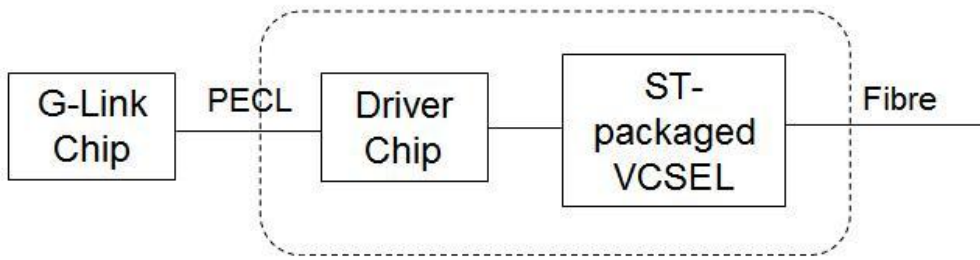 G-Link
Chip
PECL
Driver
Chip
ST-
packaged
VCSEL
Fibre